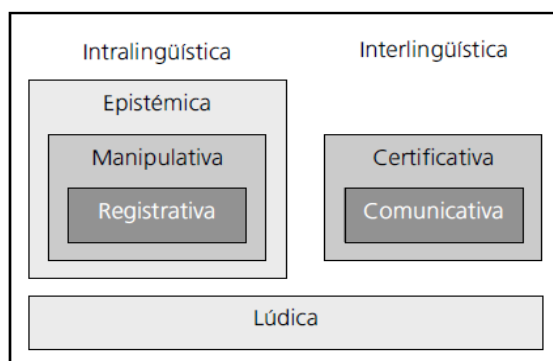 Intralingüística
Interlingüística
Epistémica
Manipulativa
Certificativa
Registrativa
Comunicativa
Lúdica